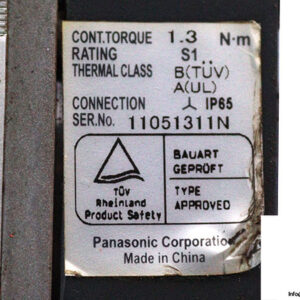 CONT.TORQUE 1.3 N·m
RATING S1
THERMAL CLASS B(TÜV)
A(UL)
CONNECTION IP65
SER.No. 11051311N
TÜV
Rheinland
Product Safety
BAUART
GEPRÜFT
TYPE
APPROVED
Panasonic Corporation
Made in China